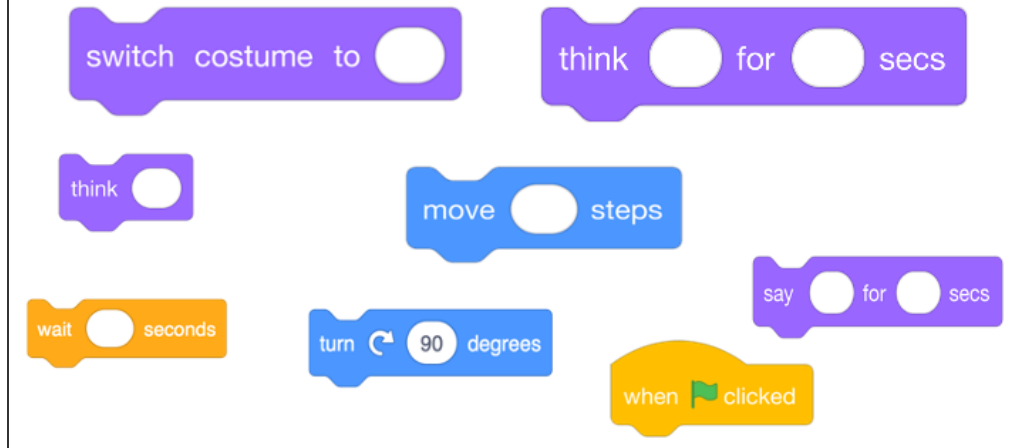 switch costume to
think for secs
think
move steps
say for secs
wait seconds
turn 90 degrees
when clicked